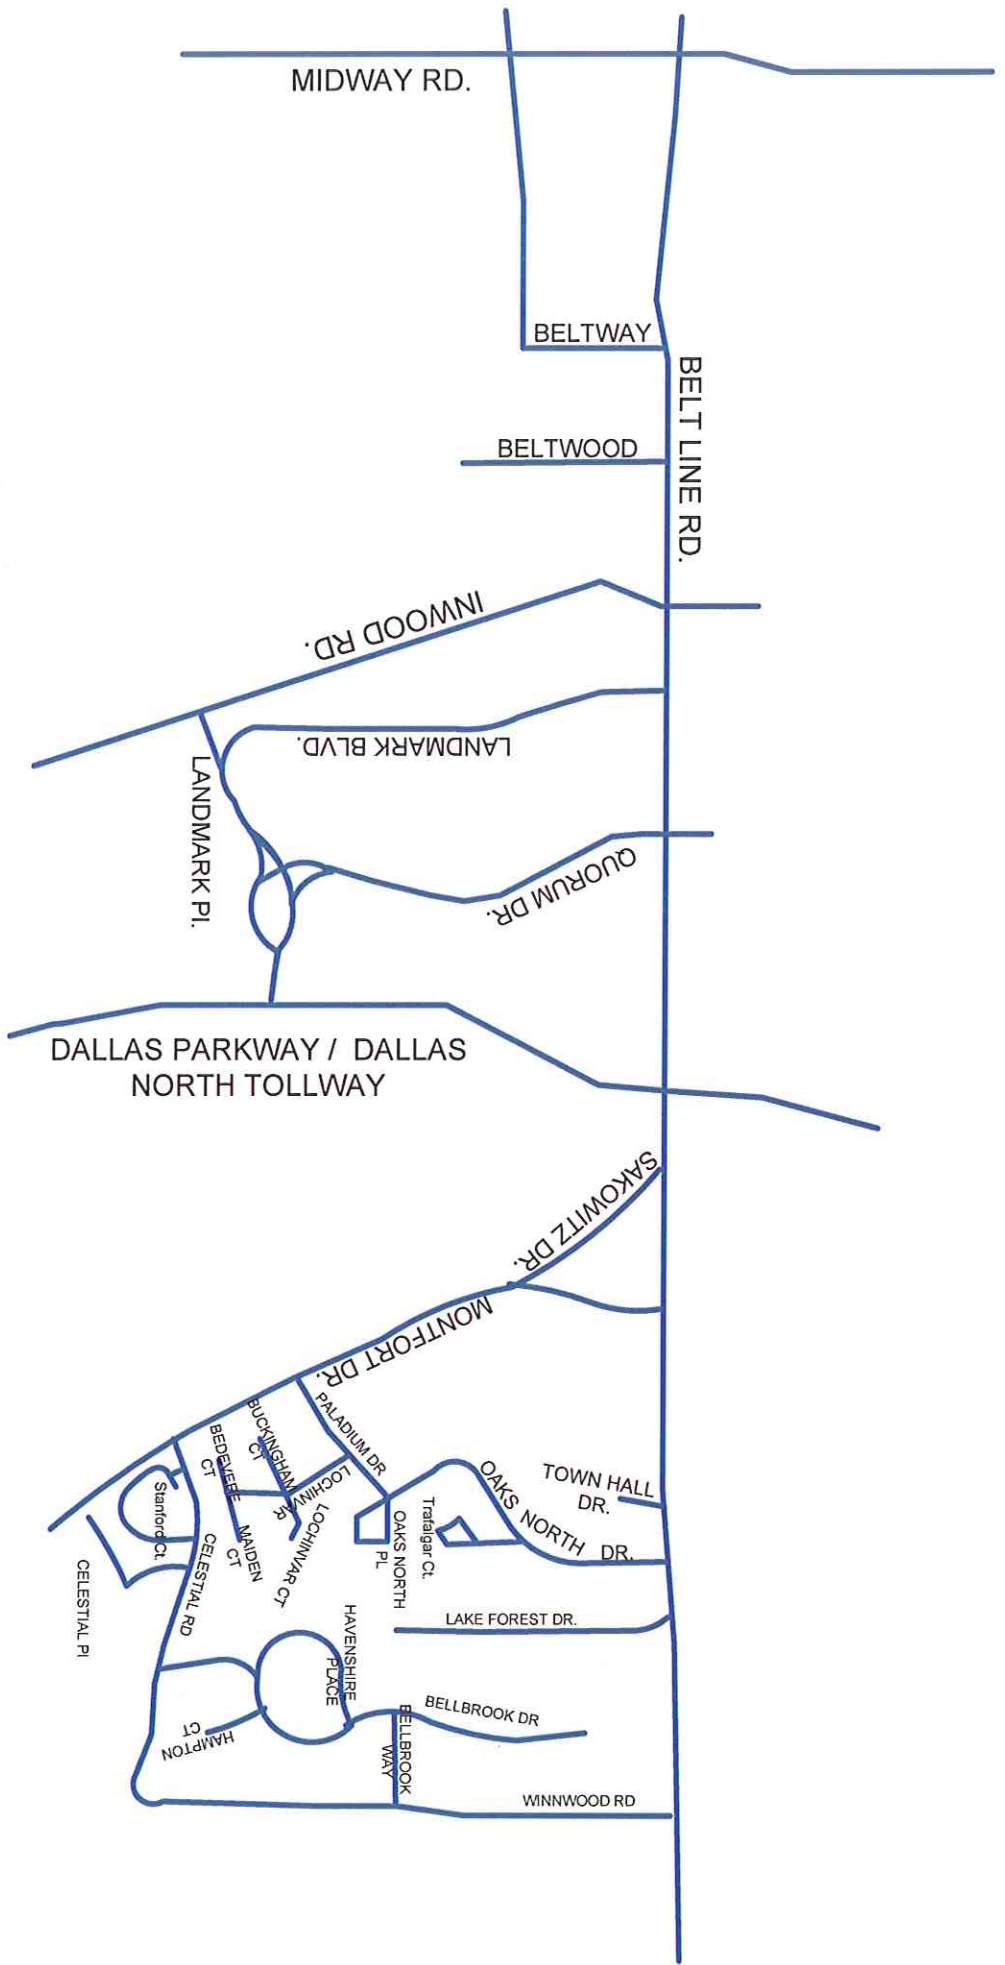 MIDWAY RD.
BELTWAY
BELT LINE RD.
BELTWOOD
INWOOD RD.
LANDMARK BLVD.
LANDMARK Pl.
QUORUM DR.
DALLAS PARKWAY / DALLAS
NORTH TOLLWAY
SAKOWITZ DR.
MONTFORT DR.
PALADIUM DR
BUCKINGHAM
CT
BEDEVERE
CT
LOCHINVAR
LOCHINVAR CT
MAIDEN
CT
Stanford Ct.
CELESTIAL RD
CELESTIAL Pl
OAKS NORTH
PL
Trafalgar Ct.
OAKS NORTH DR.
TOWN HALL
DR.
LAKE FOREST DR.
HAVENSHIRE
PLACE
HAMPTON
CT
BELLBROOK DR
BELLBROOK
WAY
WINNWOOD RD